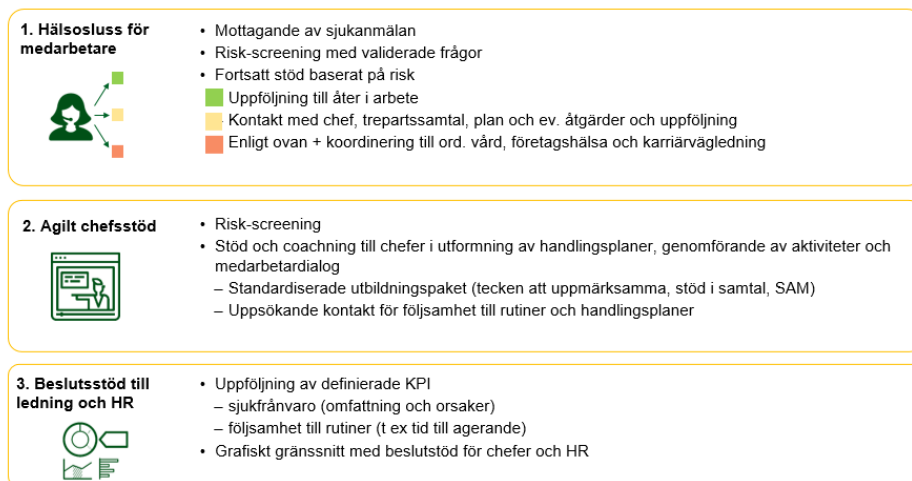 1. Hälsosluss för
medarbetare
• Mottagande av sjukanmälan
• Risk-screening med validerade frågor
• Fortsatt stöd baserat på risk
Uppföljning till åter i arbete
Kontakt med chef, trepartssamtal, plan och ev. åtgärder och uppföljning
Enligt ovan + koordinering till ord. vård, företagshälsa och karriärvägledning
2. Agilt chefsstöd
• Risk-screening
• Stöd och coachning till chefer i utformning av handlingsplaner, genomförande av aktiviteter och
medarbetardialog
– Standardiserade utbildningspaket (tecken att uppmärksamma, stöd i samtal, SAM)
– Uppsökande kontakt för följsamhet till rutiner och handlingsplaner
3. Beslutsstöd till
ledning och HR
• Uppföljning av definierade KPI
– sjukfrånvaro (omfattning och orsaker)
– följsamhet till rutiner (t ex tid till agerande)
• Grafiskt gränssnitt med beslutstöd för chefer och HR